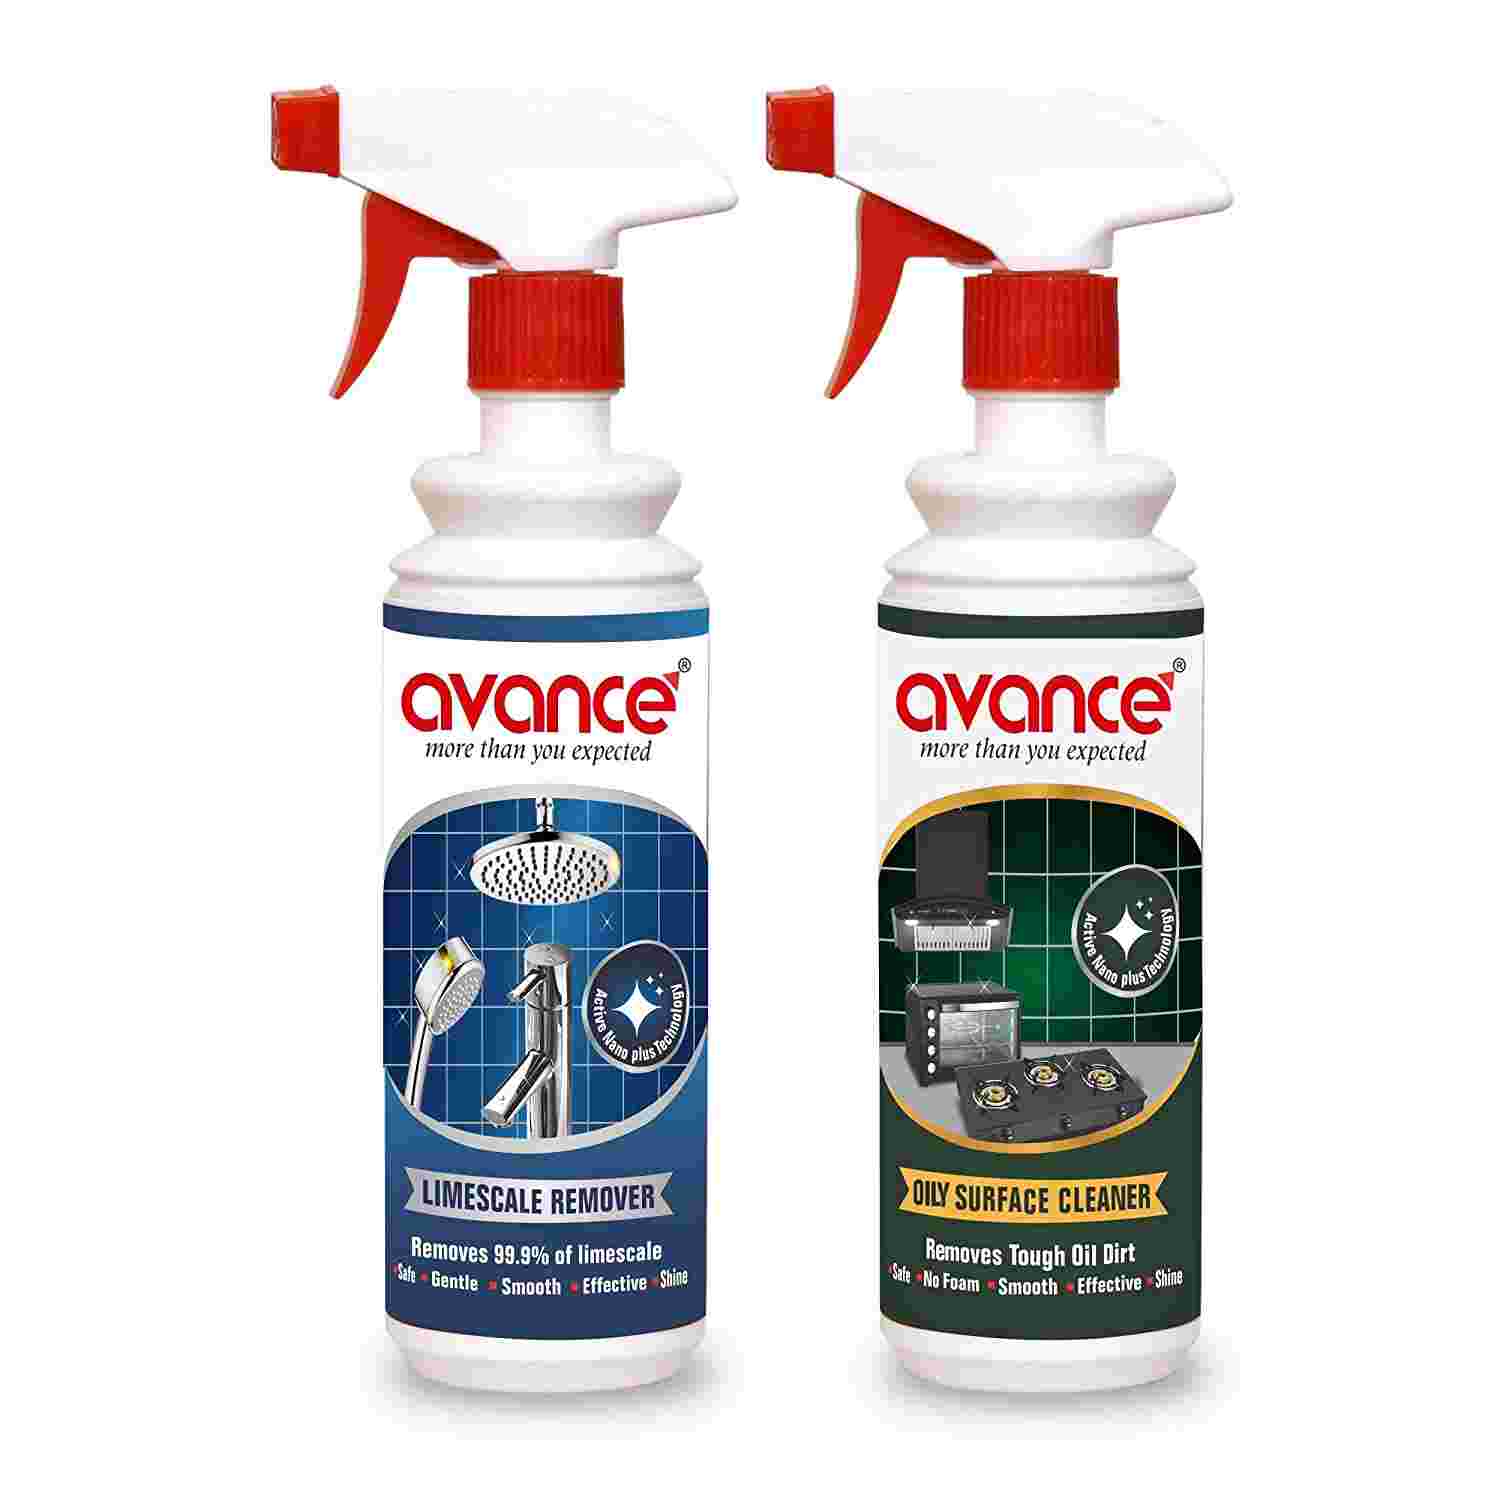 avance®
more than you expected
Active Nano plus Technology
LIMESCALE REMOVER
Removes 99.9% of limescale
• Safe • Gentle • Smooth • Effective • Shine
avance®
more than you expected
Active Nano plus Technology
OILY SURFACE CLEANER
Removes Tough Oil Dirt
• Safe • No Foam • Smooth • Effective • Shine